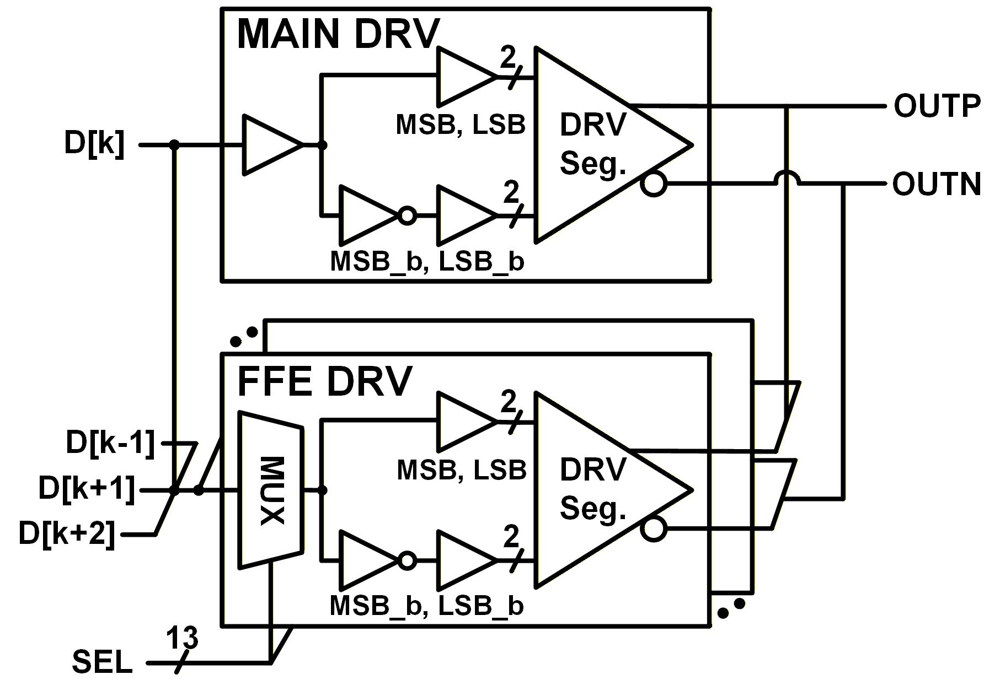 MAIN DRV
2
MSB, LSB
DRV
Seg.
2
MSB_b, LSB_b
D[k]
OUTP
OUTN
FFE DRV
2
MSB, LSB
DRV
Seg.
2
MSB_b, LSB_b
MUX
D[k-1]
D[k+1]
D[k+2]
13
SEL